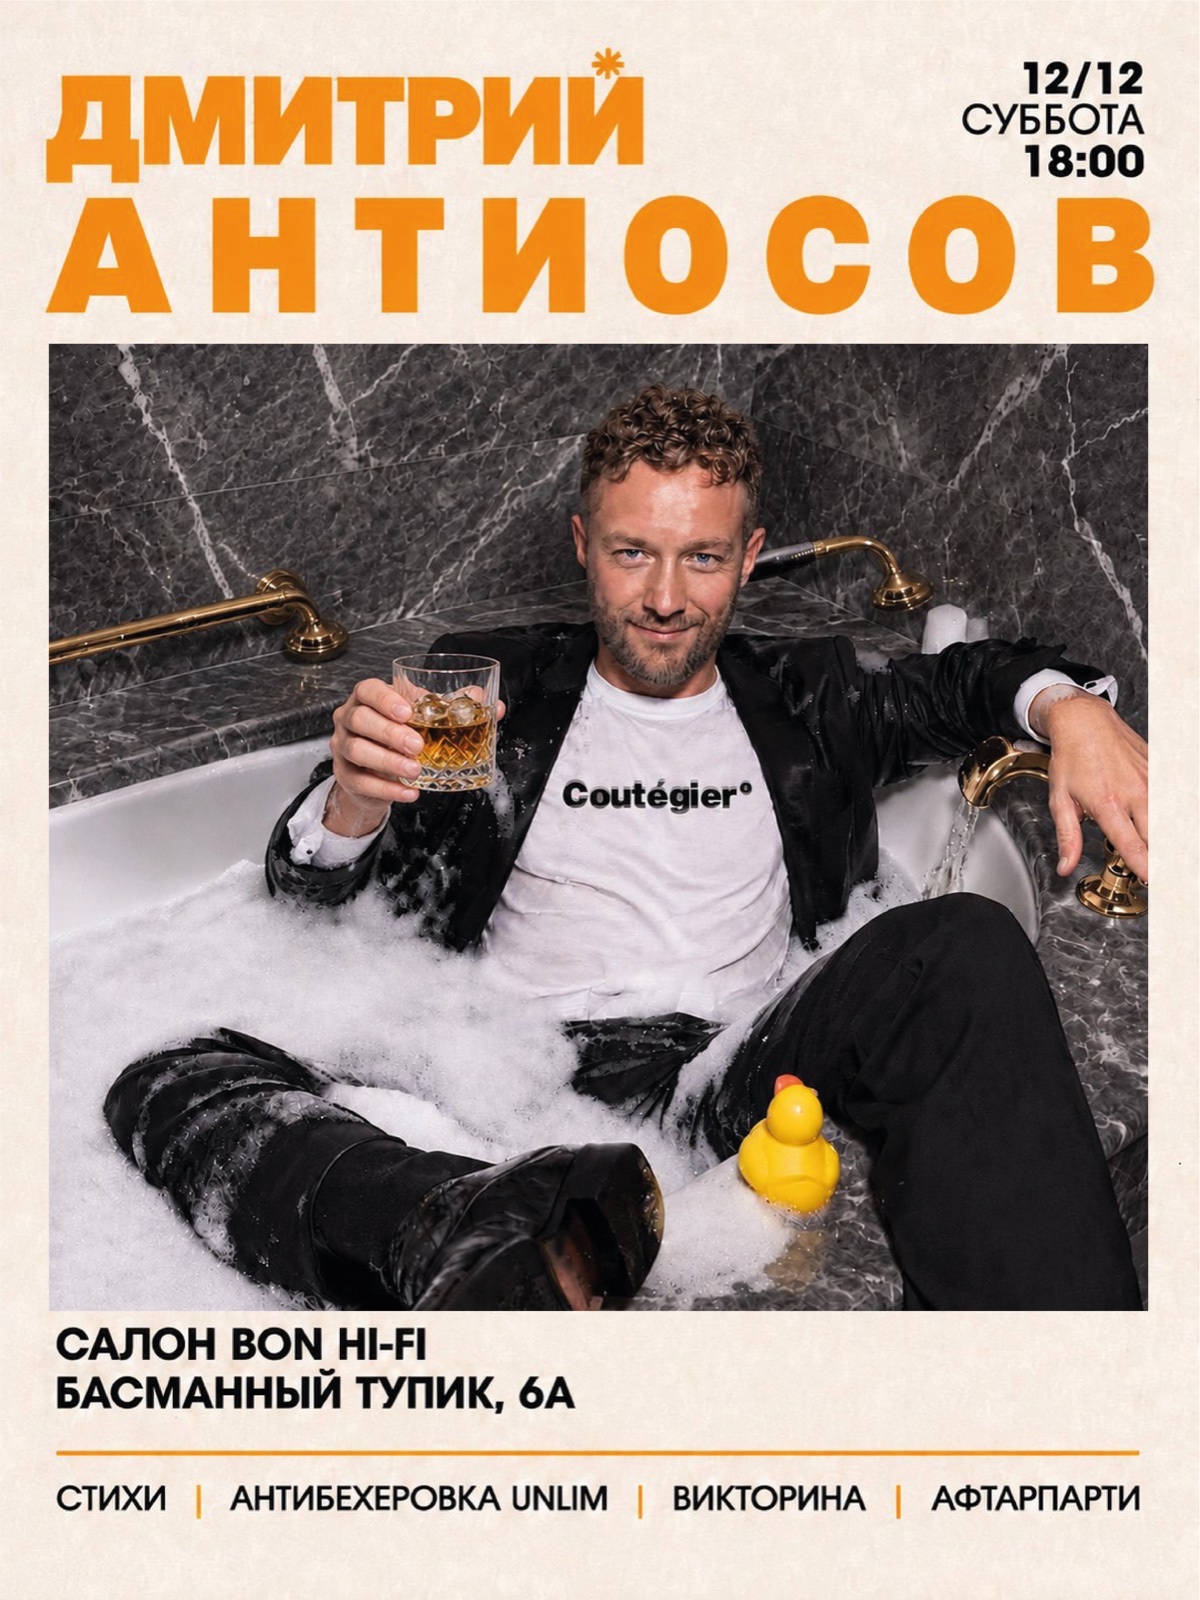 ДМИТРИЙ
АНТИОСОВ
12/12
СУББОТА
18:00
Coutégierº
САЛОН BON HI-FI
БАСМАННЫЙ ТУПИК, 6А
СТИХИ | АНТИБЕХЕРОВКА UNLIM | ВИКТОРИНА | АФТАРПАРТИ